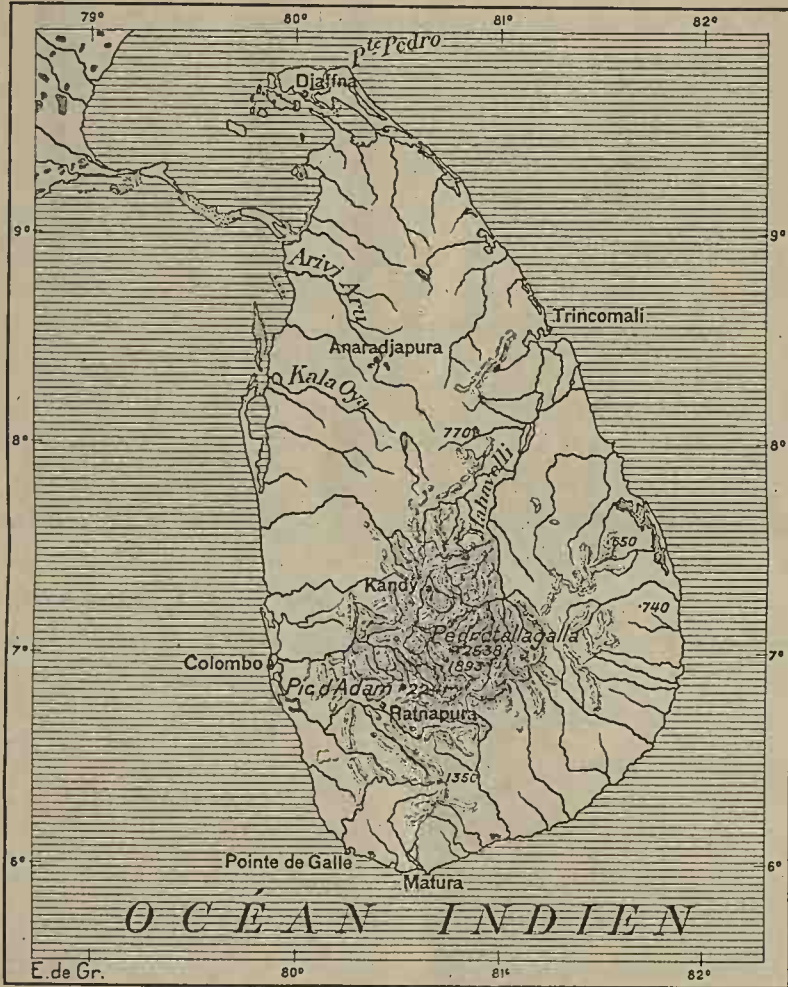 79° 80° 81° 82°
Pte Pedro
Djaffna
9° 9°
Arivi Aru
Trincomali
Anaradjapura
Kala Oya
8° 770 8°
Mahavelli
650
Kandy
740
Pedrotallagalla
2538
1893
7° Colombo 7°
Pic d'Adam
Ratnapura
1350
6° Pointe de Galle 6°
Matura
OCÉAN INDIEN
E. de Gr. 80° 81° 82°